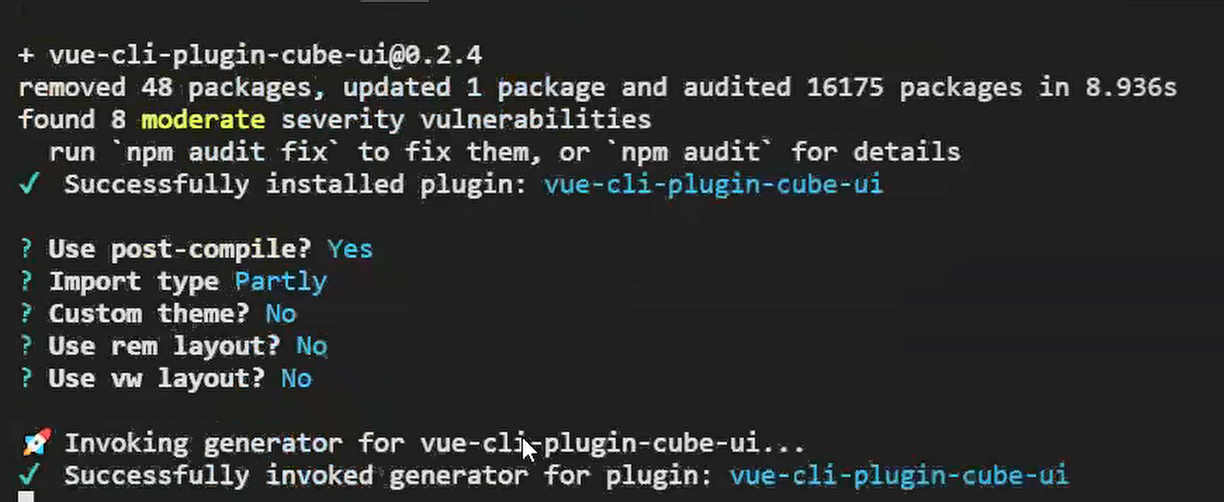 + vue-cli-plugin-cube-ui@0.2.4
removed 48 packages, updated 1 package and audited 16175 packages in 8.936s
found 8 moderate severity vulnerabilities
  run `npm audit fix` to fix them, or `npm audit` for details
✓ Successfully installed plugin: vue-cli-plugin-cube-ui
? Use post-compile? Yes
? Import type Partly
? Custom theme? No
? Use rem layout? No
? Use vw layout? No
🚀 Invoking generator for vue-cli-plugin-cube-ui...
✓ Successfully invoked generator for plugin: vue-cli-plugin-cube-ui